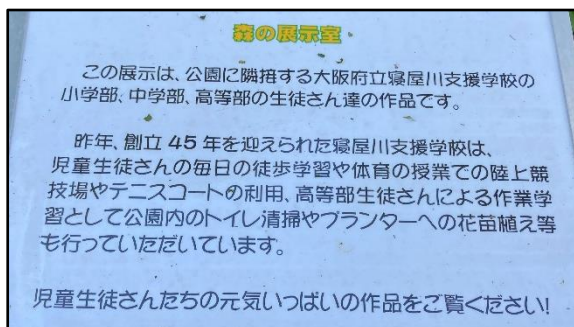 森の展示室
この展示は、公園に隣接する大阪府立寝屋川支援学校の
小学部、中学部、高等部の生徒さん達の作品です。
昨年、創立 45 年を迎えられた寝屋川支援学校は、
児童生徒さんの毎日の徒歩学習や体育の授業での陸上競
技場やテニスコートの利用、高等部生徒さんによる作業学
習として公園内のトイレ清掃やプランターへの花苗植え等
も行っていただいています。
児童生徒さんたちの元気いっぱいの作品をご覧ください!